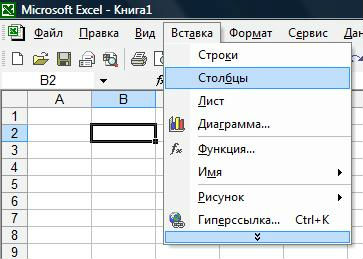 Microsoft Excel - Книга1
Файл Правка Вид Вставка Формат Сервис
B2
Строки
Столбцы
Лист
Диаграмма...
fx Функция...
Имя
Рисунок
Гиперссылка... Ctrl+K
A B
1
2
3
4
5
6
7
8
9